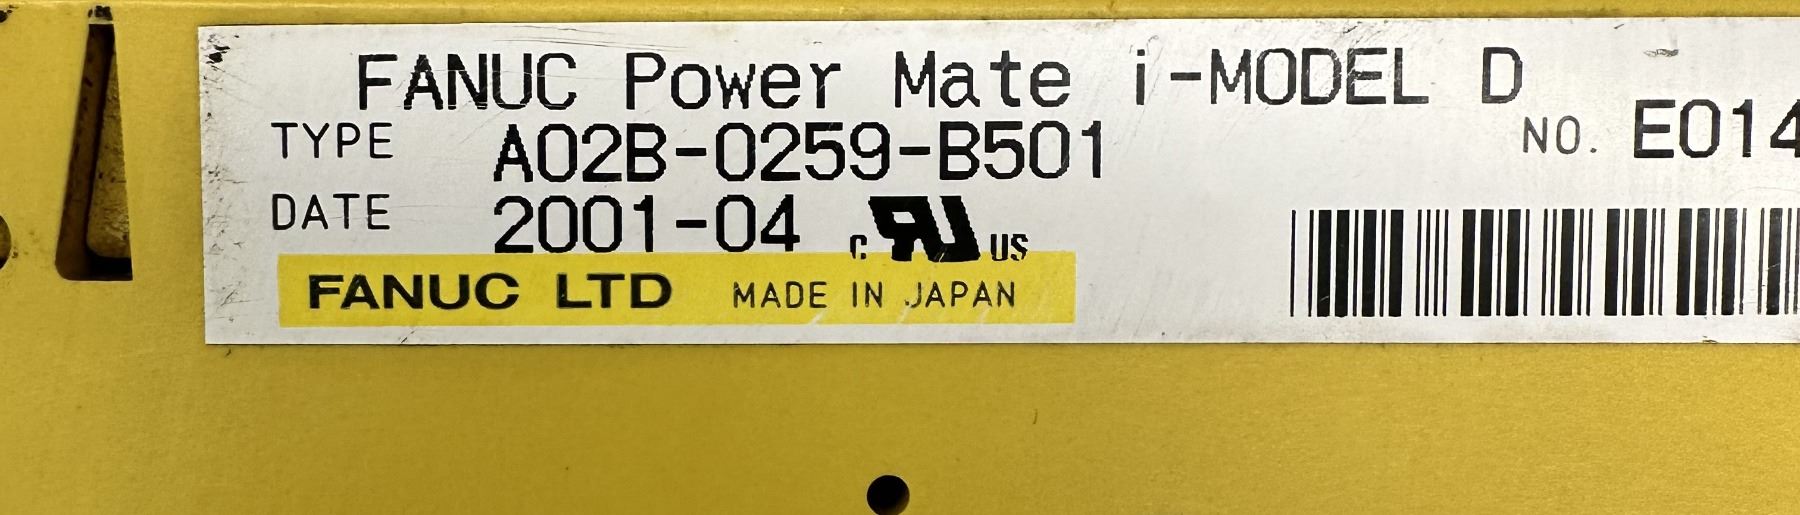 FANUC Power Mate i-MODEL D
TYPE A02B-0259-B501
NO. E014
DATE 2001-04 c RU US
FANUC LTD MADE IN JAPAN